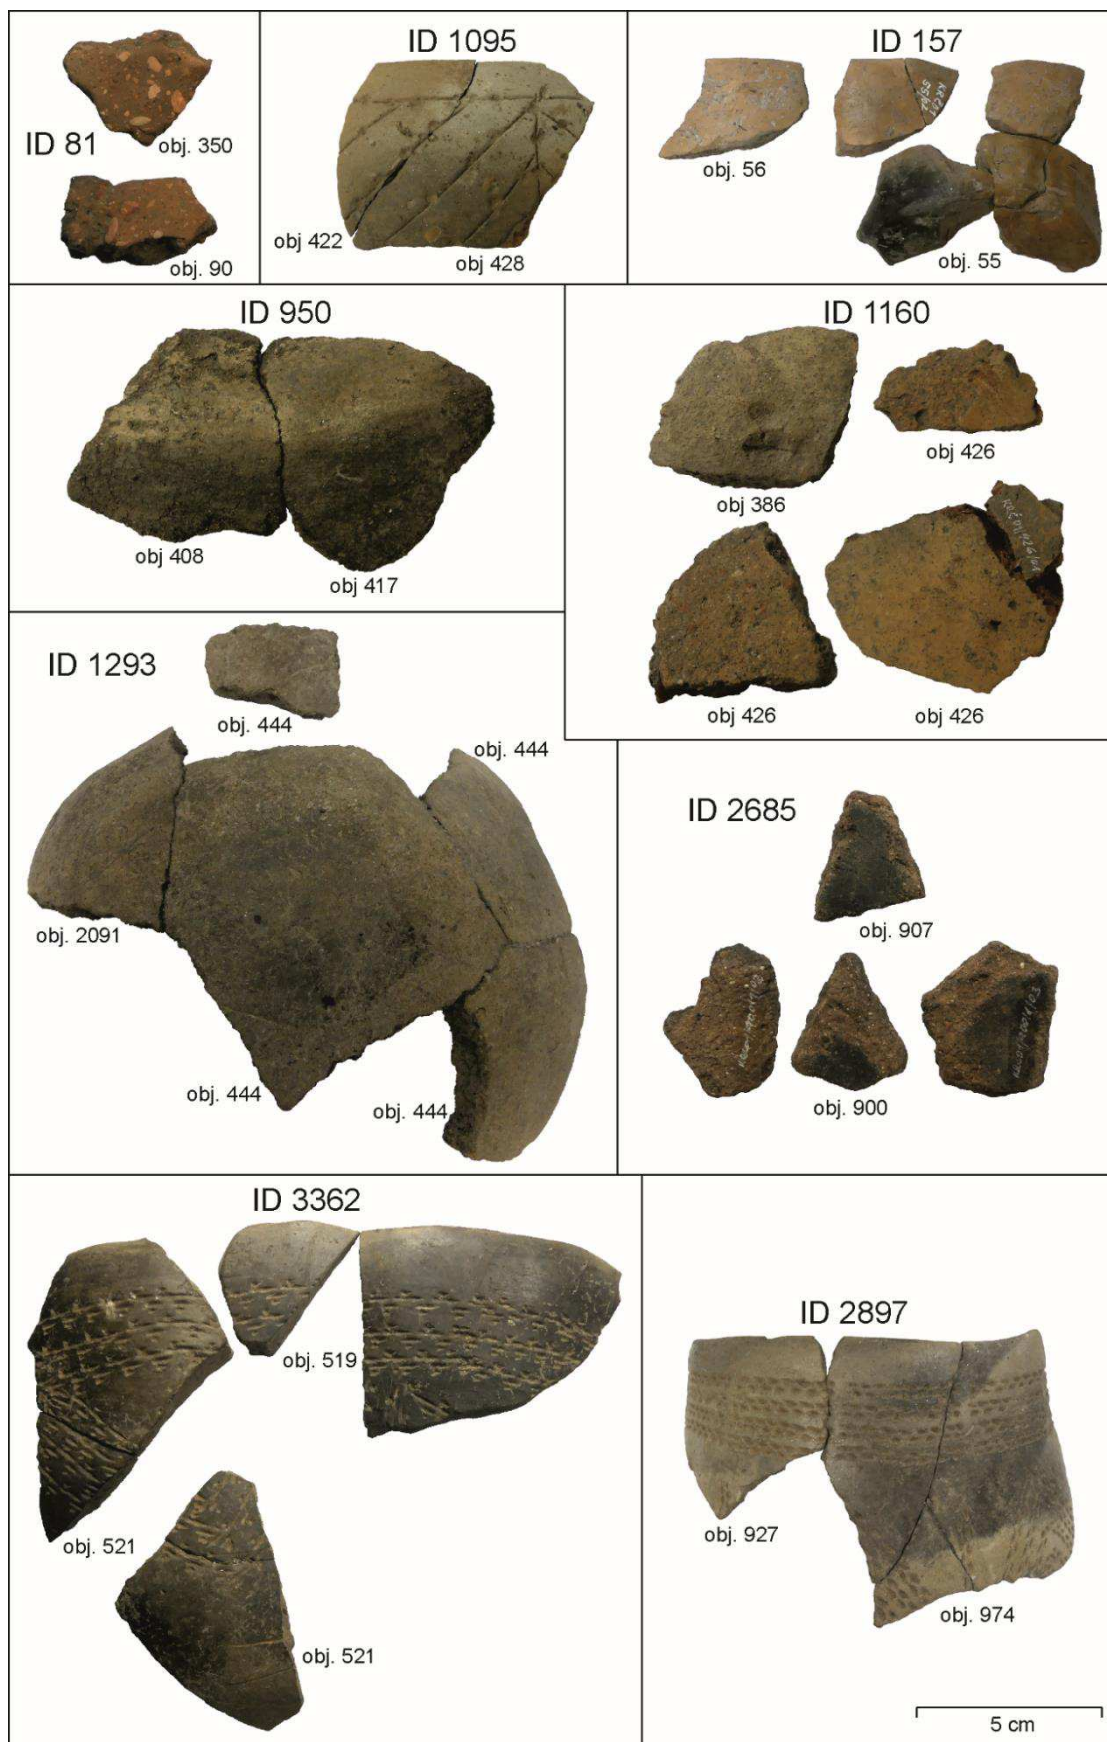 ID 81
obj. 350
obj. 90
ID 1095
obj 422
obj 428
ID 157
obj. 56
obj. 55
ID 950
obj 408
obj 417
ID 1160
obj 386
obj 426
obj 426
obj 426
ID 1293
obj. 444
obj. 444
obj. 2091
obj. 444
obj. 444
ID 2685
obj. 907
obj. 900
ID 3362
obj. 519
obj. 521
obj. 521
ID 2897
obj. 927
obj. 974
5 cm